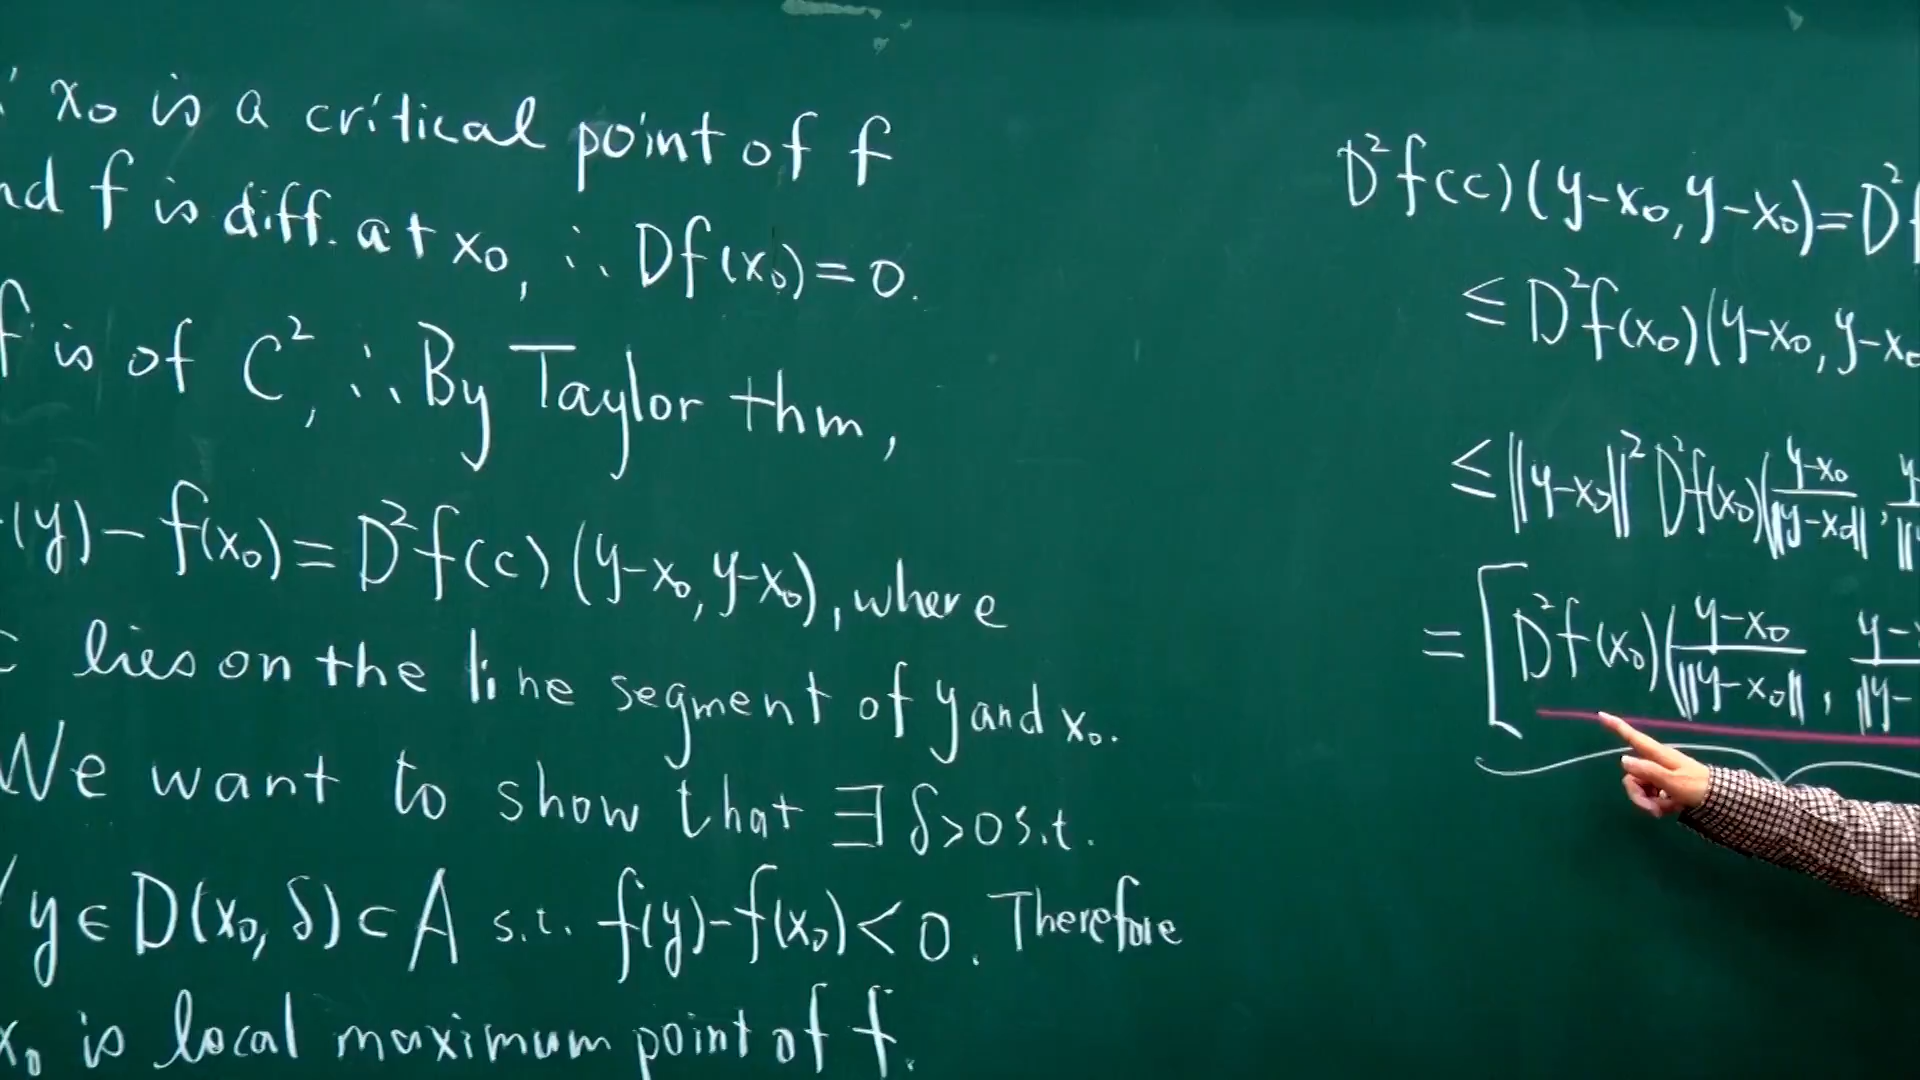 ∵ x₀ is a critical point of f
nd f is diff. at x₀, ∴ Df(x₀)=0.
f is of C², ∴ By Taylor thm,
(y)-f(x₀)=D²f(c)(y-x₀,y-x₀), where
c lies on the line segment of y and x₀.
We want to show that ∃ δ>0 s.t.
∀ y∈D(x₀,δ)⊂A s.t. f(y)-f(x₀)<0. Therefore
x₀ is local maximum point of f.
D²f(c)(y-x₀,y-x₀)=D²f
≤D²f(x₀)(y-x₀,y-x₀
≤‖y-x₀‖²D²f(x₀)(y-x₀/‖y-x₀‖, y-/‖y
=[D²f(x₀)(y-x₀/‖y-x₀‖, y-x/‖y-